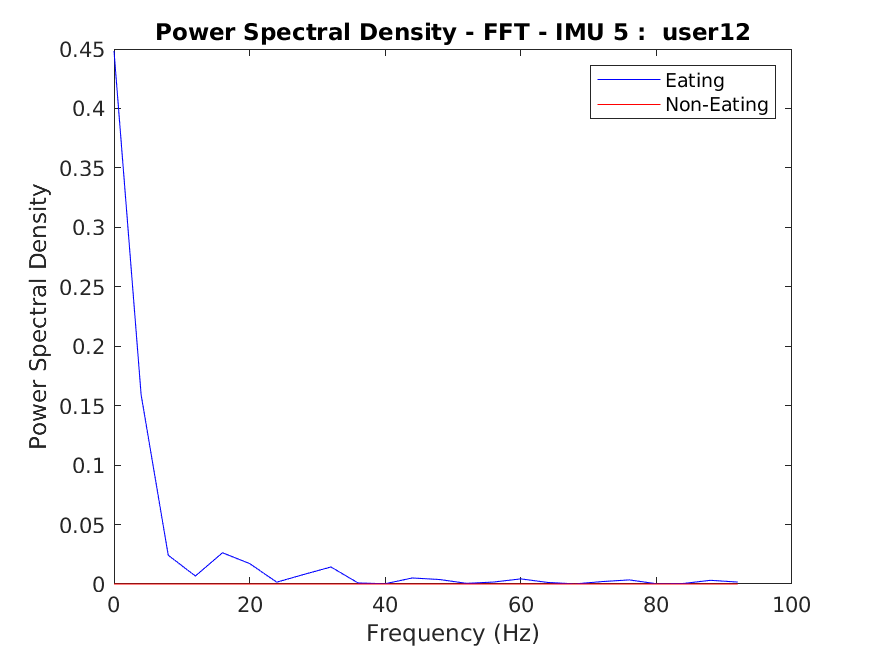 Power Spectral Density - FFT - IMU 5 :  user12
Eating
Non-Eating
Power Spectral Density
0.45
0.4
0.35
0.3
0.25
0.2
0.15
0.1
0.05
0
0 20 40 60 80 100
Frequency (Hz)